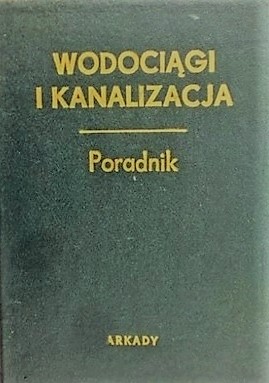 WODOCIĄGI
I KANALIZACJA
Poradnik
ARKADY